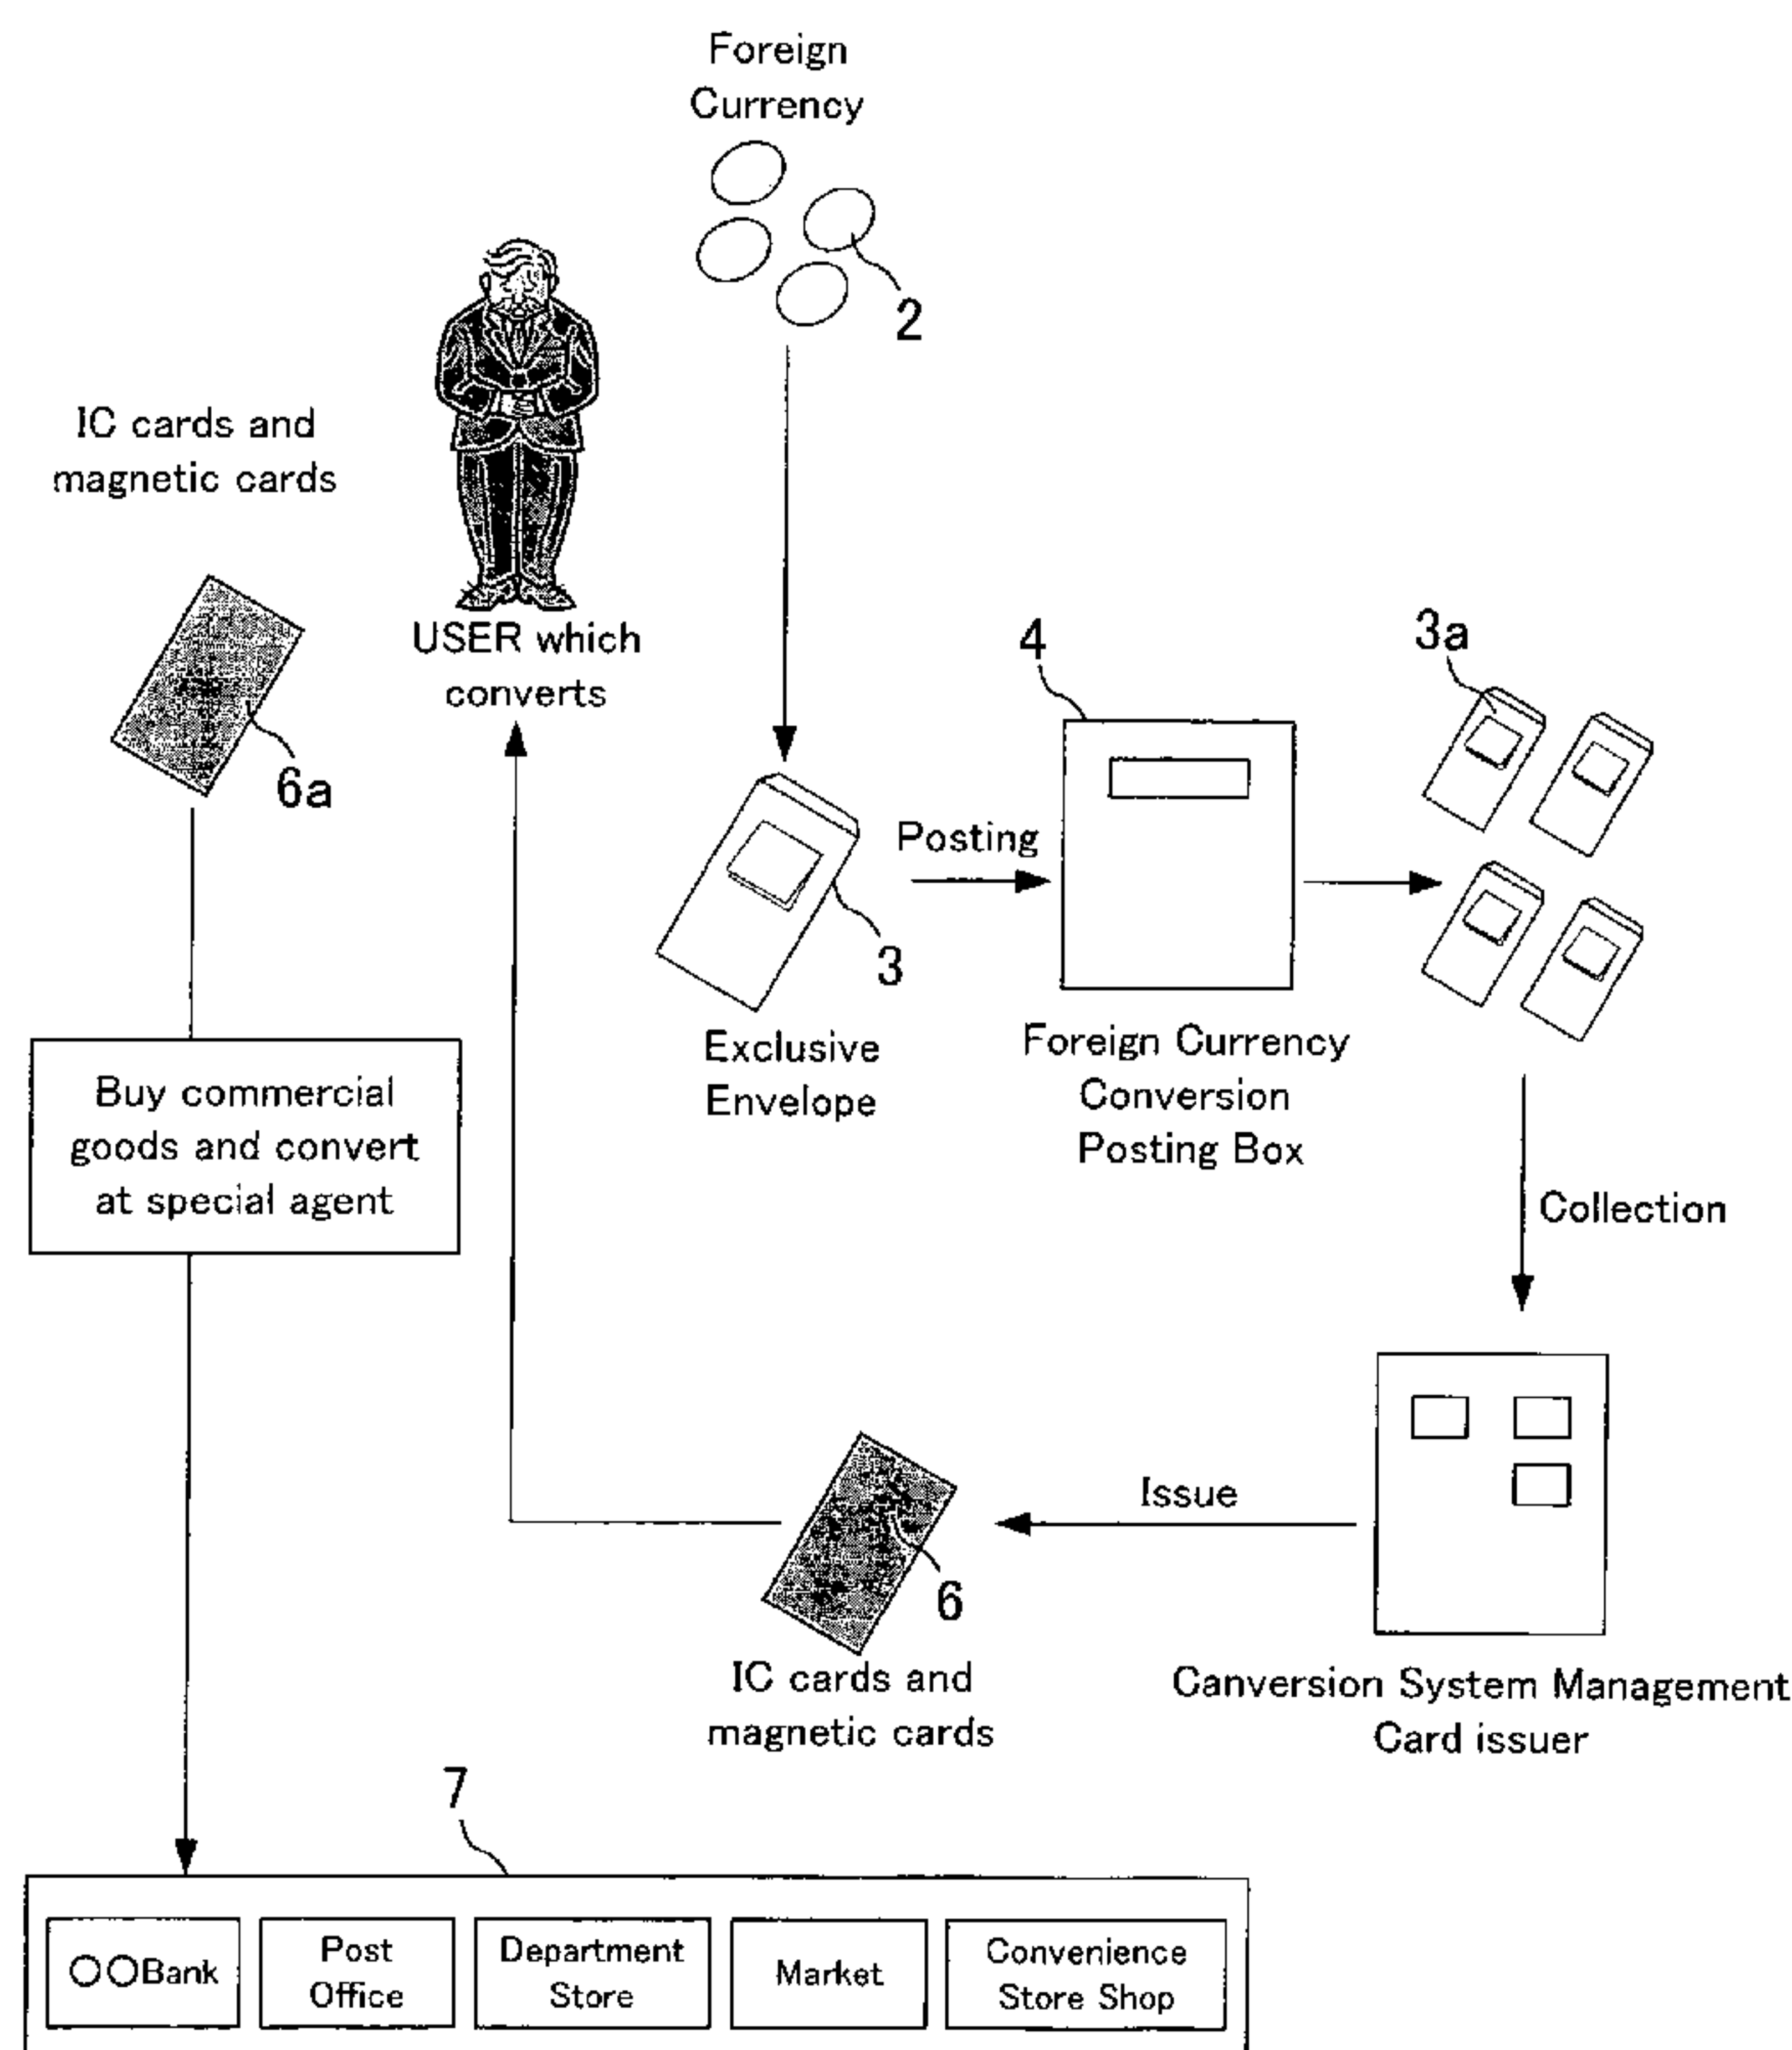 Foreign
Currency
2
IC cards and
magnetic cards
USER which
converts
6a
4
3a
Posting
3
Exclusive
Envelope
Foreign Currency
Conversion
Posting Box
Buy commercial
goods and convert
at special agent
Collection
Issue
6
IC cards and
magnetic cards
Canversion System Management
Card issuer
7
○○Bank
Post
Office
Department
Store
Market
Convenience
Store Shop